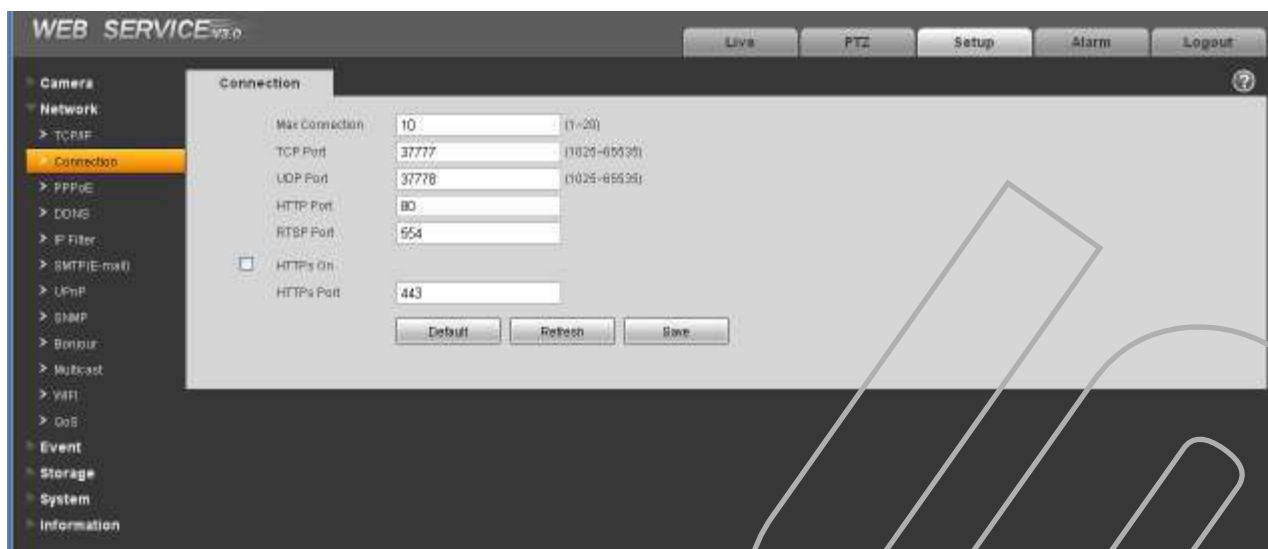 WEB SERVICE V3.0
Live PTZ Setup Alarm Logout
Camera
Network
> TCP/IP
> Connection
> PPPoE
> DDNS
> IP Filter
> SMTP(E-mail)
> UPnP
> SNMP
> Bonjour
> Multicast
> WIFI
> QoS
Event
Storage
System
Information
Connection
?
Max Connection 10 (1~20)
TCP Port 37777 (1025~65535)
UDP Port 37778 (1025~65535)
HTTP Port 80
RTSP Port 554
HTTPs On
HTTPs Port 443
Default Refresh Save